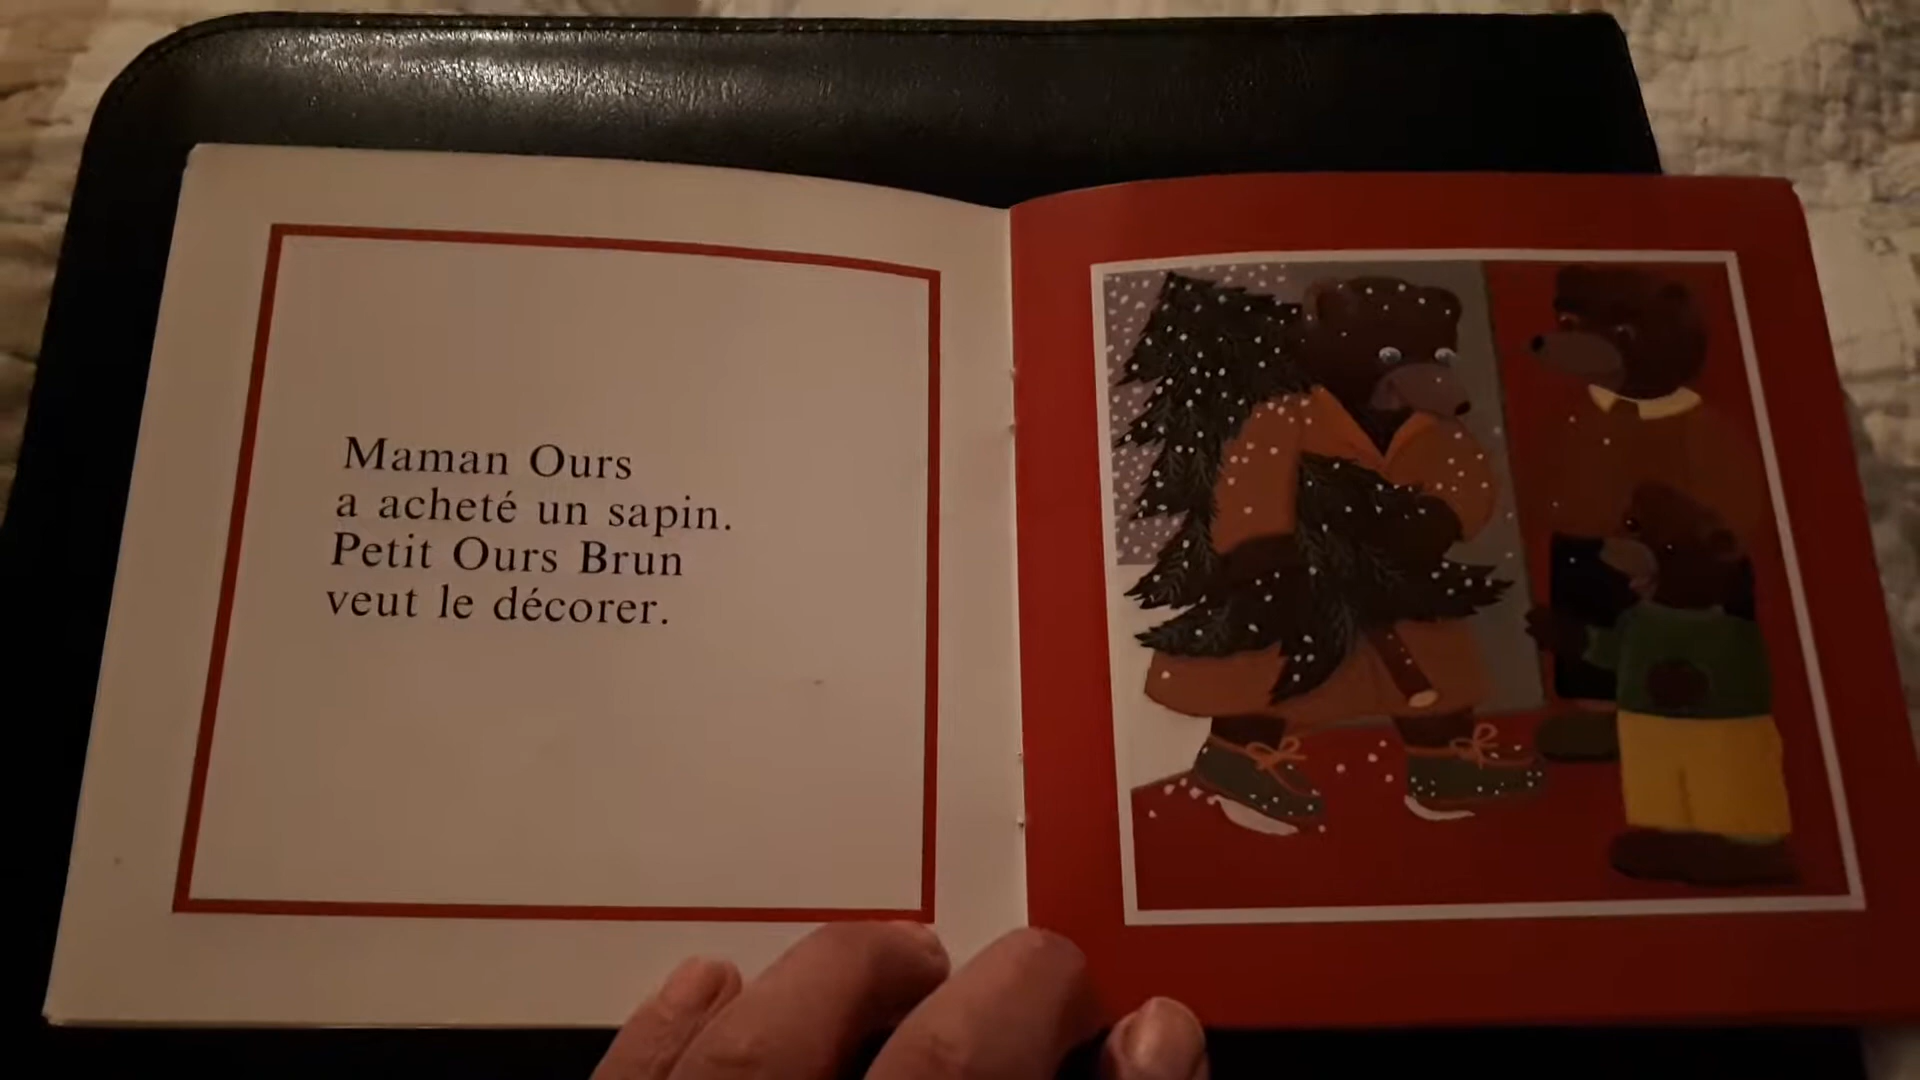 Maman Ours
a acheté un sapin.
Petit Ours Brun
veut le décorer.